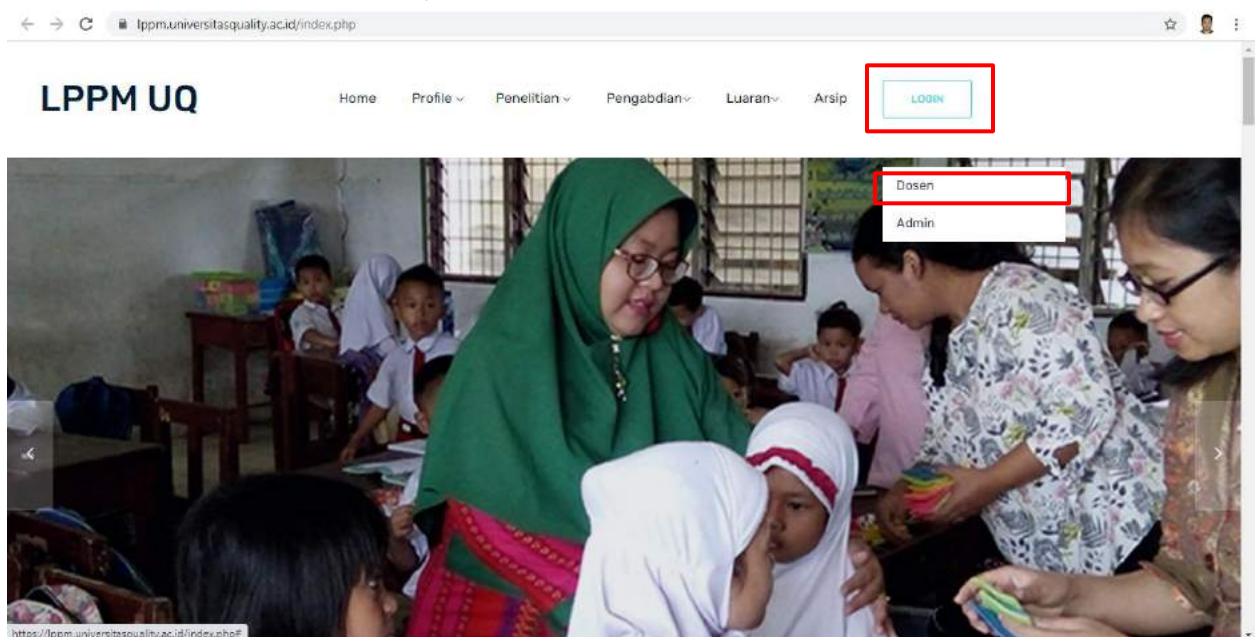 lppm.universitasquality.ac.id/index.php
LPPM UQ
Home Profile Penelitian Pengabdian Luaran Arsip LOGIN
Dosen
Admin
https://lppm.universitasquality.ac.id/index.php#